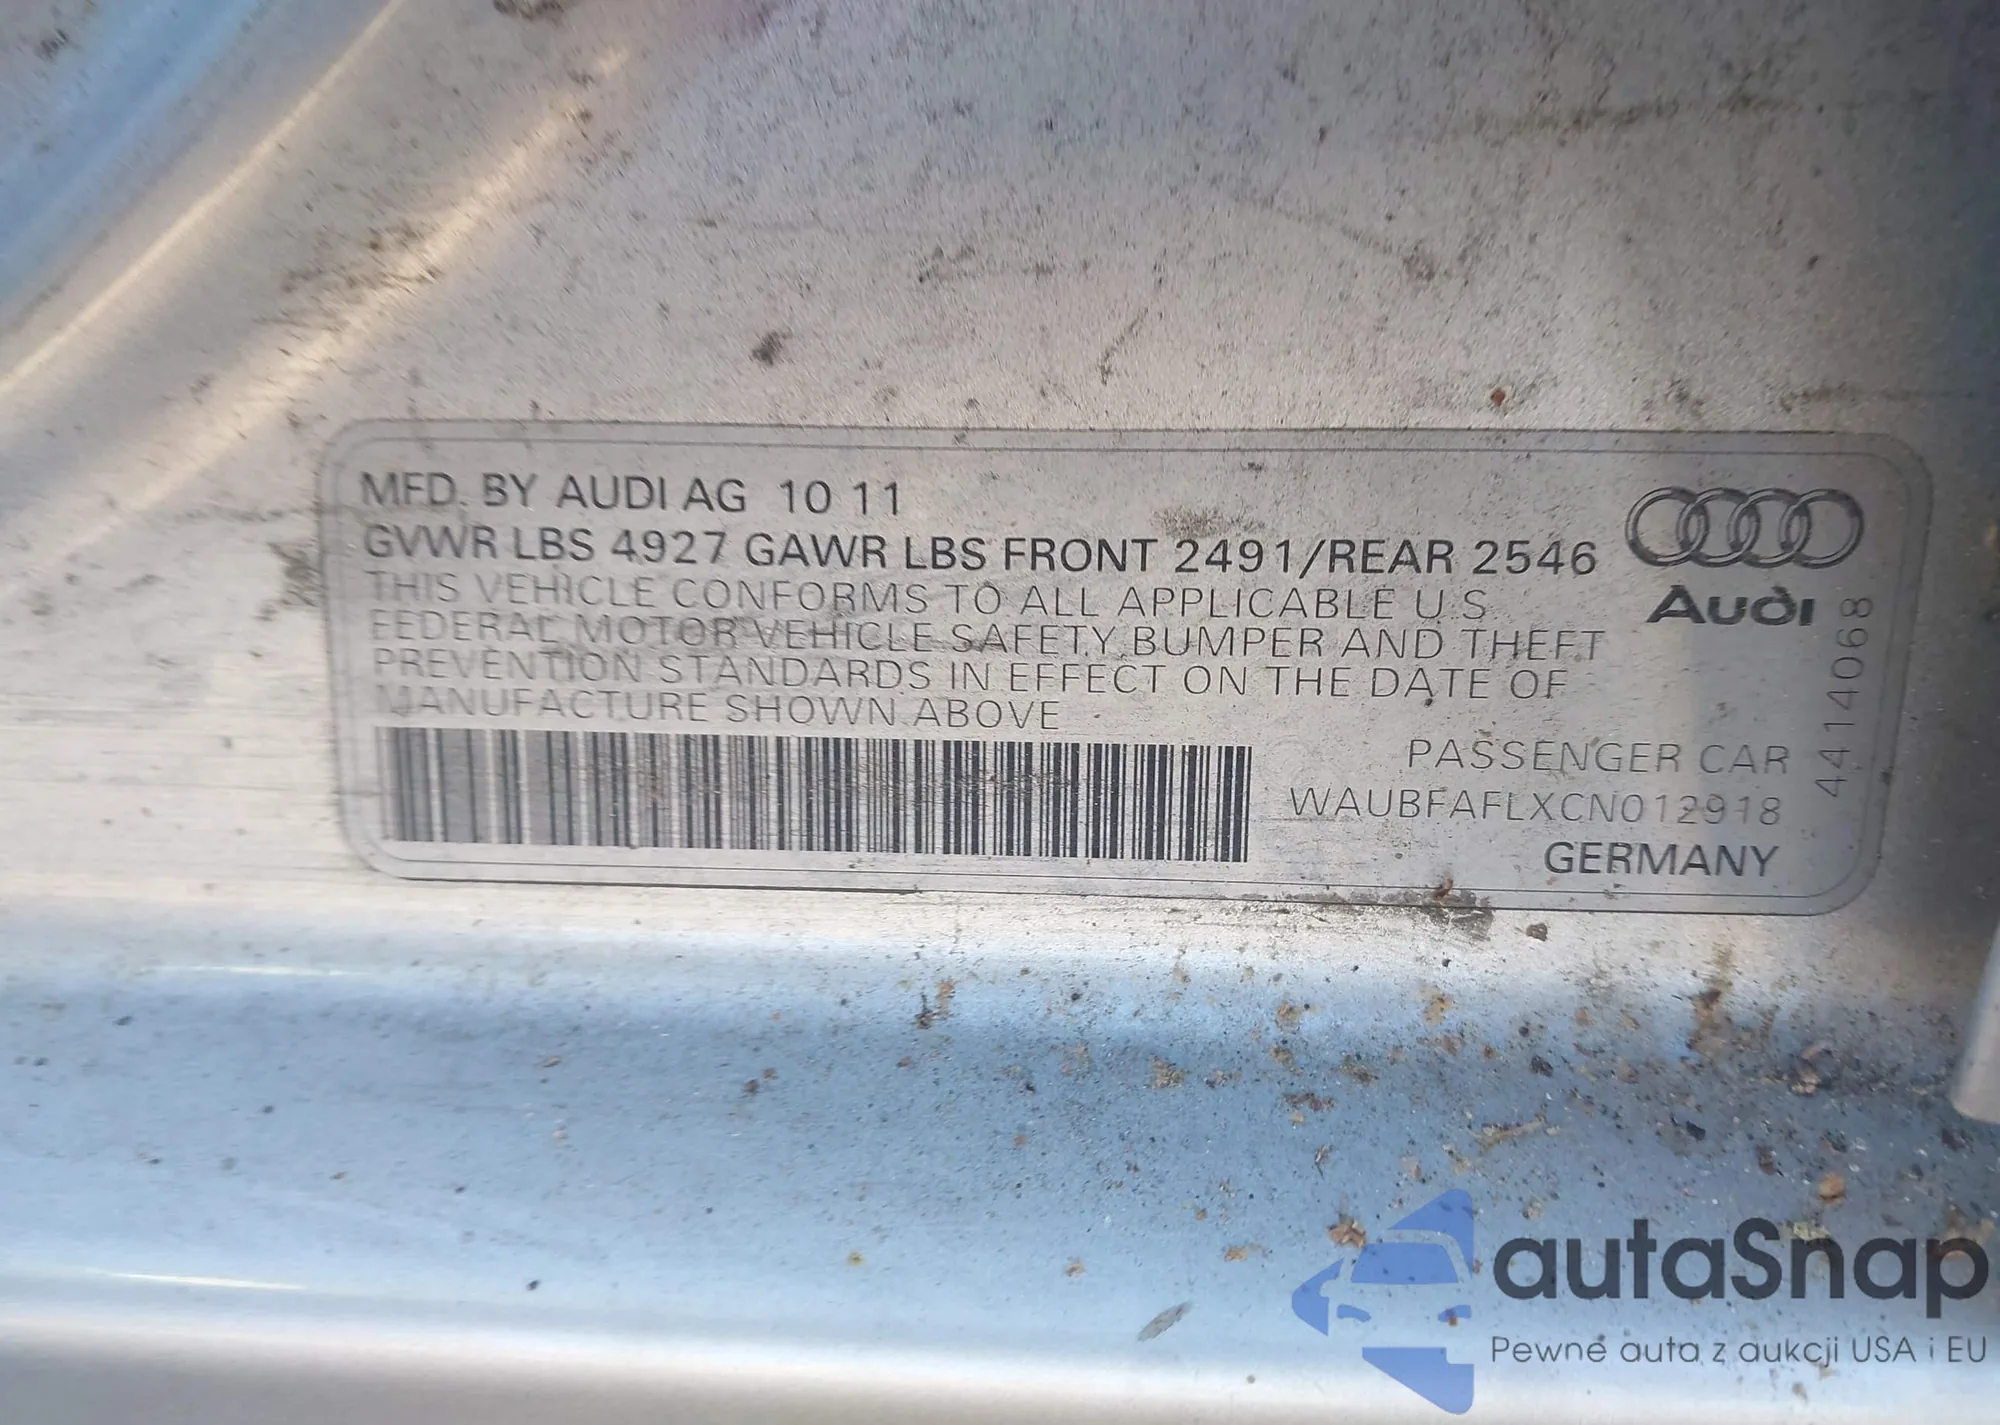 MFD. BY AUDI AG 10 11
GVWR LBS 4927 GAWR LBS FRONT 2491/REAR 2546
THIS VEHICLE CONFORMS TO ALL APPLICABLE U.S.
FEDERAL MOTOR VEHICLE SAFETY, BUMPER AND THEFT
PREVENTION STANDARDS IN EFFECT ON THE DATE OF
MANUFACTURE SHOWN ABOVE
Audi
4414068
PASSENGER CAR
WAUBFAFLXCN012918
GERMANY
autaSnap
Pewne auta z aukcji USA i EU